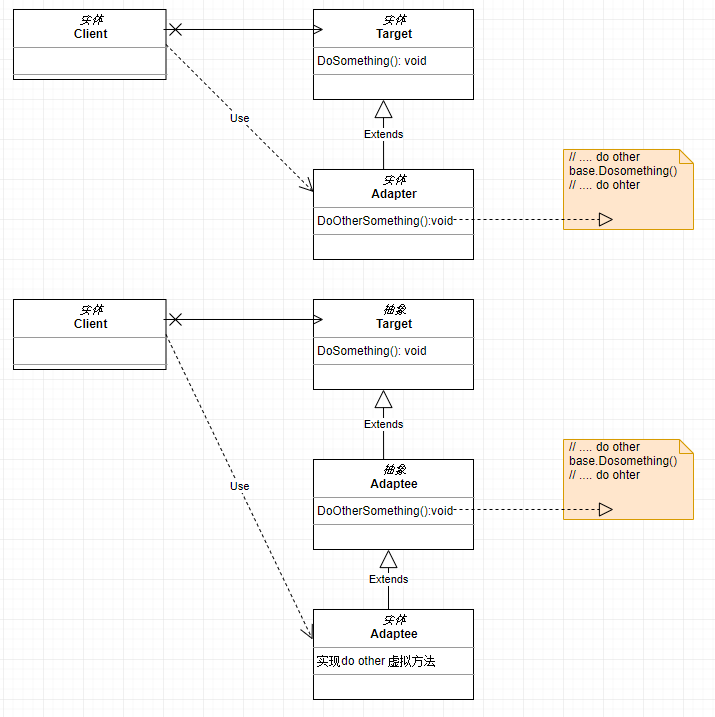 实体
Client
实体
Target
DoSomething(): void
Use
Extends
实体
Adapter
DoOtherSomething():void
// .... do other
base.Dosomething()
// .... do ohter
实体
Client
抽象
Target
DoSomething(): void
Extends
抽象
Adaptee
DoOtherSomething():void
// .... do other
base.Dosomething()
// .... do ohter
Use
Extends
实体
Adaptee
实现do other 虚拟方法